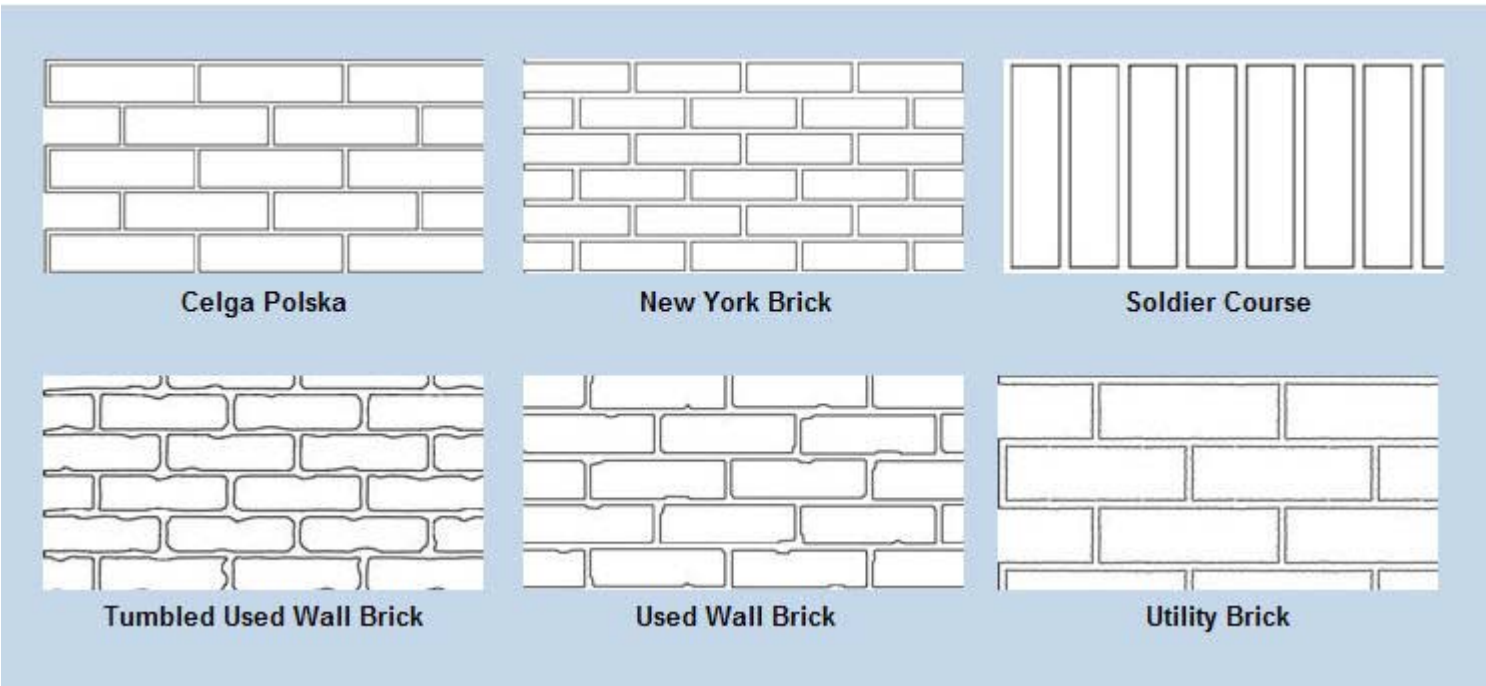 Celga Polska
New York Brick
Soldier Course
Tumbled Used Wall Brick
Used Wall Brick
Utility Brick